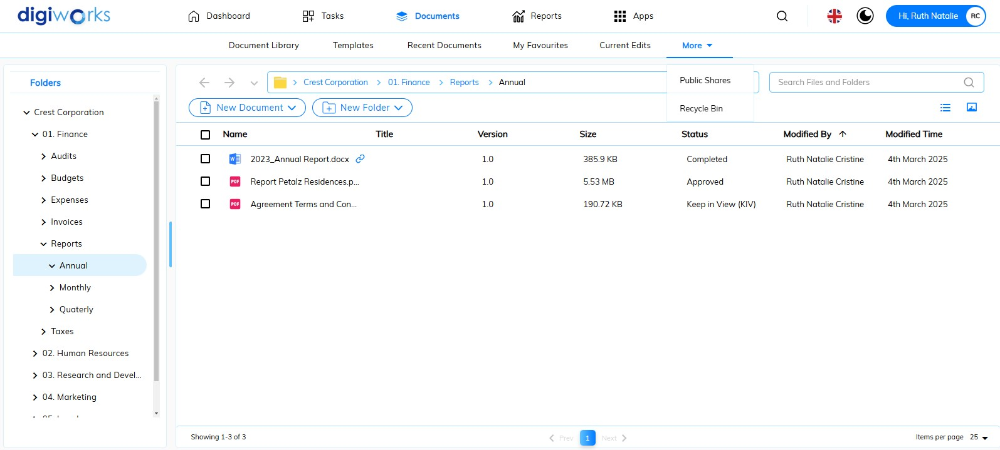 digiworks
Dashboard
Tasks
Documents
Reports
Apps
Hi, Ruth Natalie
RC
Document Library
Templates
Recent Documents
My Favourites
Current Edits
More
Public Shares
Recycle Bin
Folders
Crest Corporation
01. Finance
Audits
Budgets
Expenses
Invoices
Reports
Annual
Monthly
Quaterly
Taxes
02. Human Resources
03. Research and Devel...
04. Marketing
Crest Corporation > 01. Finance > Reports > Annual
Search Files and Folders
New Document
New Folder
Name Title Version Size Status Modified By Modified Time
W 2023_Annual Report.docx 1.0 385.9 KB Completed Ruth Natalie Cristine 4th March 2025
PDF Report Petalz Residences.p... 1.0 5.53 MB Approved Ruth Natalie Cristine 4th March 2025
PDF Agreement Terms and Con... 1.0 190.72 KB Keep in View (KIV) Ruth Natalie Cristine 4th March 2025
Showing 1-3 of 3
Prev 1 Next
Items per page 25